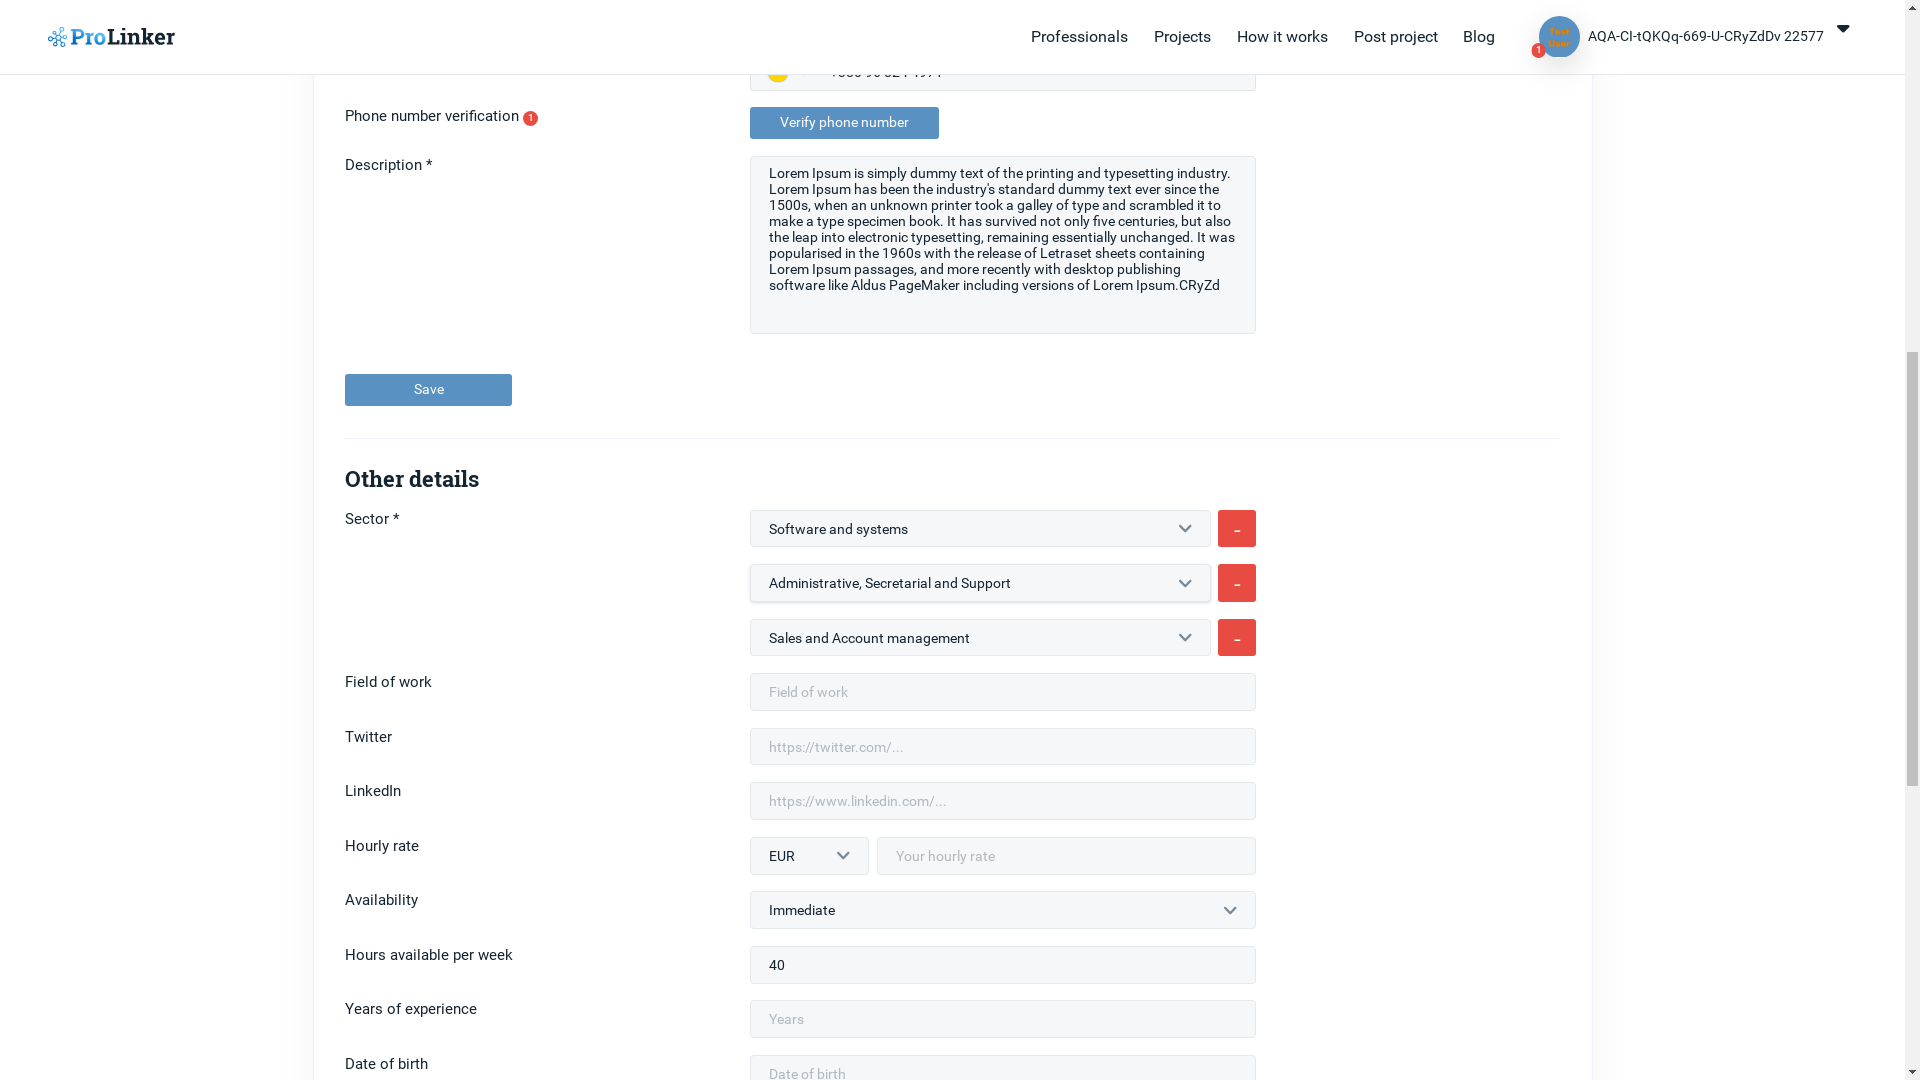 ProLinker
Professionals
Projects
How it works
Post project
Blog
1
AQA-CI-tQKQq-669-U-CRyZdDv 22577
Phone number verification 1
Verify phone number
Description *
Lorem Ipsum is simply dummy text of the printing and typesetting industry.
Lorem Ipsum has been the industry's standard dummy text ever since the
1500s, when an unknown printer took a galley of type and scrambled it to
make a type specimen book. It has survived not only five centuries, but also
the leap into electronic typesetting, remaining essentially unchanged. It was
popularised in the 1960s with the release of Letraset sheets containing
Lorem Ipsum passages, and more recently with desktop publishing
software like Aldus PageMaker including versions of Lorem Ipsum.CRyZd
Save
Other details
Sector *
Software and systems
-
Administrative, Secretarial and Support
-
Sales and Account management
-
Field of work
Field of work
Twitter
https://twitter.com/...
LinkedIn
https://www.linkedin.com/...
Hourly rate
EUR
Your hourly rate
Availability
Immediate
Hours available per week
40
Years of experience
Years
Date of birth
Date of birth